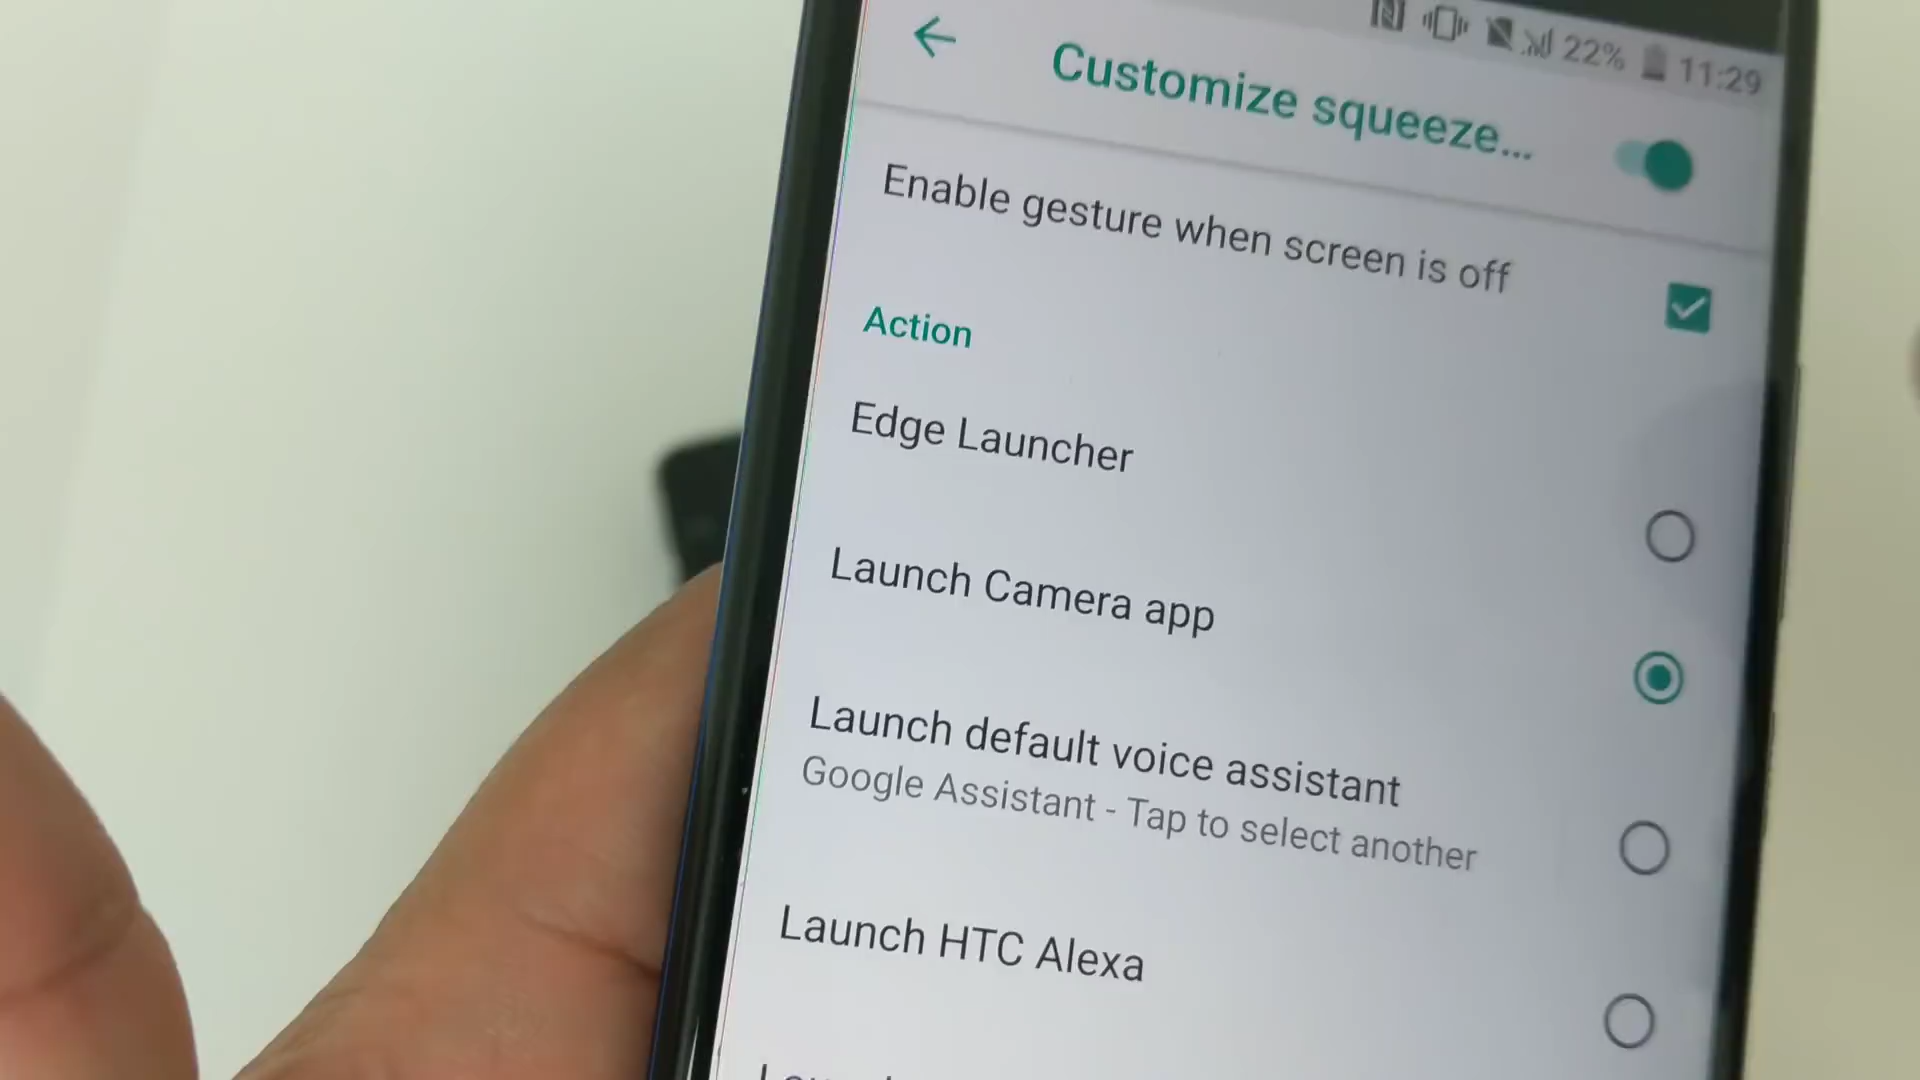 22% 11:29
Customize squeeze...
Enable gesture when screen is off
Action
Edge Launcher
Launch Camera app
Launch default voice assistant
Google Assistant - Tap to select another
Launch HTC Alexa